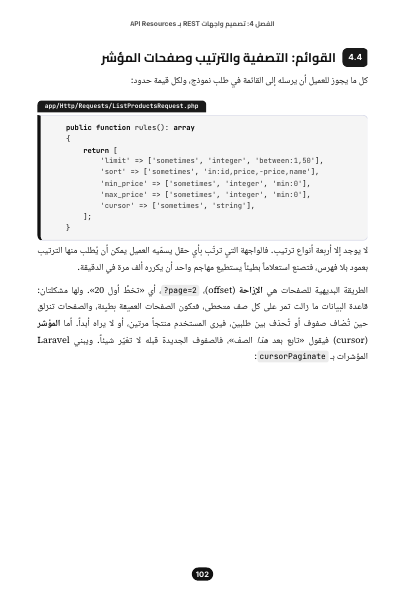 الفصل 4: تصميم واجهات REST بـ API Resources
4.4 القوائم: التصفية والترتيب وصفحات المؤشر
كل ما يجوز للعميل أن يرسله إلى القائمة في طلب نموذج، ولكل قيمة حدود:
app/Http/Requests/ListProductsRequest.php
public function rules(): array
{
return [
'limit' => ['sometimes', 'integer', 'between:1,50'],
'sort' => ['sometimes', 'in:id,price,-price,name'],
'min_price' => ['sometimes', 'integer', 'min:0'],
'max_price' => ['sometimes', 'integer', 'min:0'],
'cursor' => ['sometimes', 'string'],
];
}
لا يوجد إلا أربعة أنواع ترتيب. فالواجهة التي ترتّب بأي حقل يسمّيه العميل يمكن أن يُطلب منها الترتيب
بعمود بلا فهرس، فتصنع استعلاماً بطيئاً يستطيع مهاجم واحد أن يكرره ألف مرة في الدقيقة.
الطريقة البديهية للصفحات هي الإزاحة (offset)، ?page=2، أي «تخطَّ أول 20». ولها مشكلتان:
قاعدة البيانات ما زالت تمر على كل صف متخطى، فتكون الصفحات العميقة بطيئة، والصفحات تنزلق
حين تُضاف صفوف أو تُحذف بين طلبين، فيرى المستخدم منتجاً مرتين، أو لا يراه أبداً. أما المؤشر
(cursor) فيقول «تابع بعد هذا الصف»، فالصفوف الجديدة قبله لا تغيّر شيئاً. ويبني Laravel
المؤشرات بـ cursorPaginate:
102